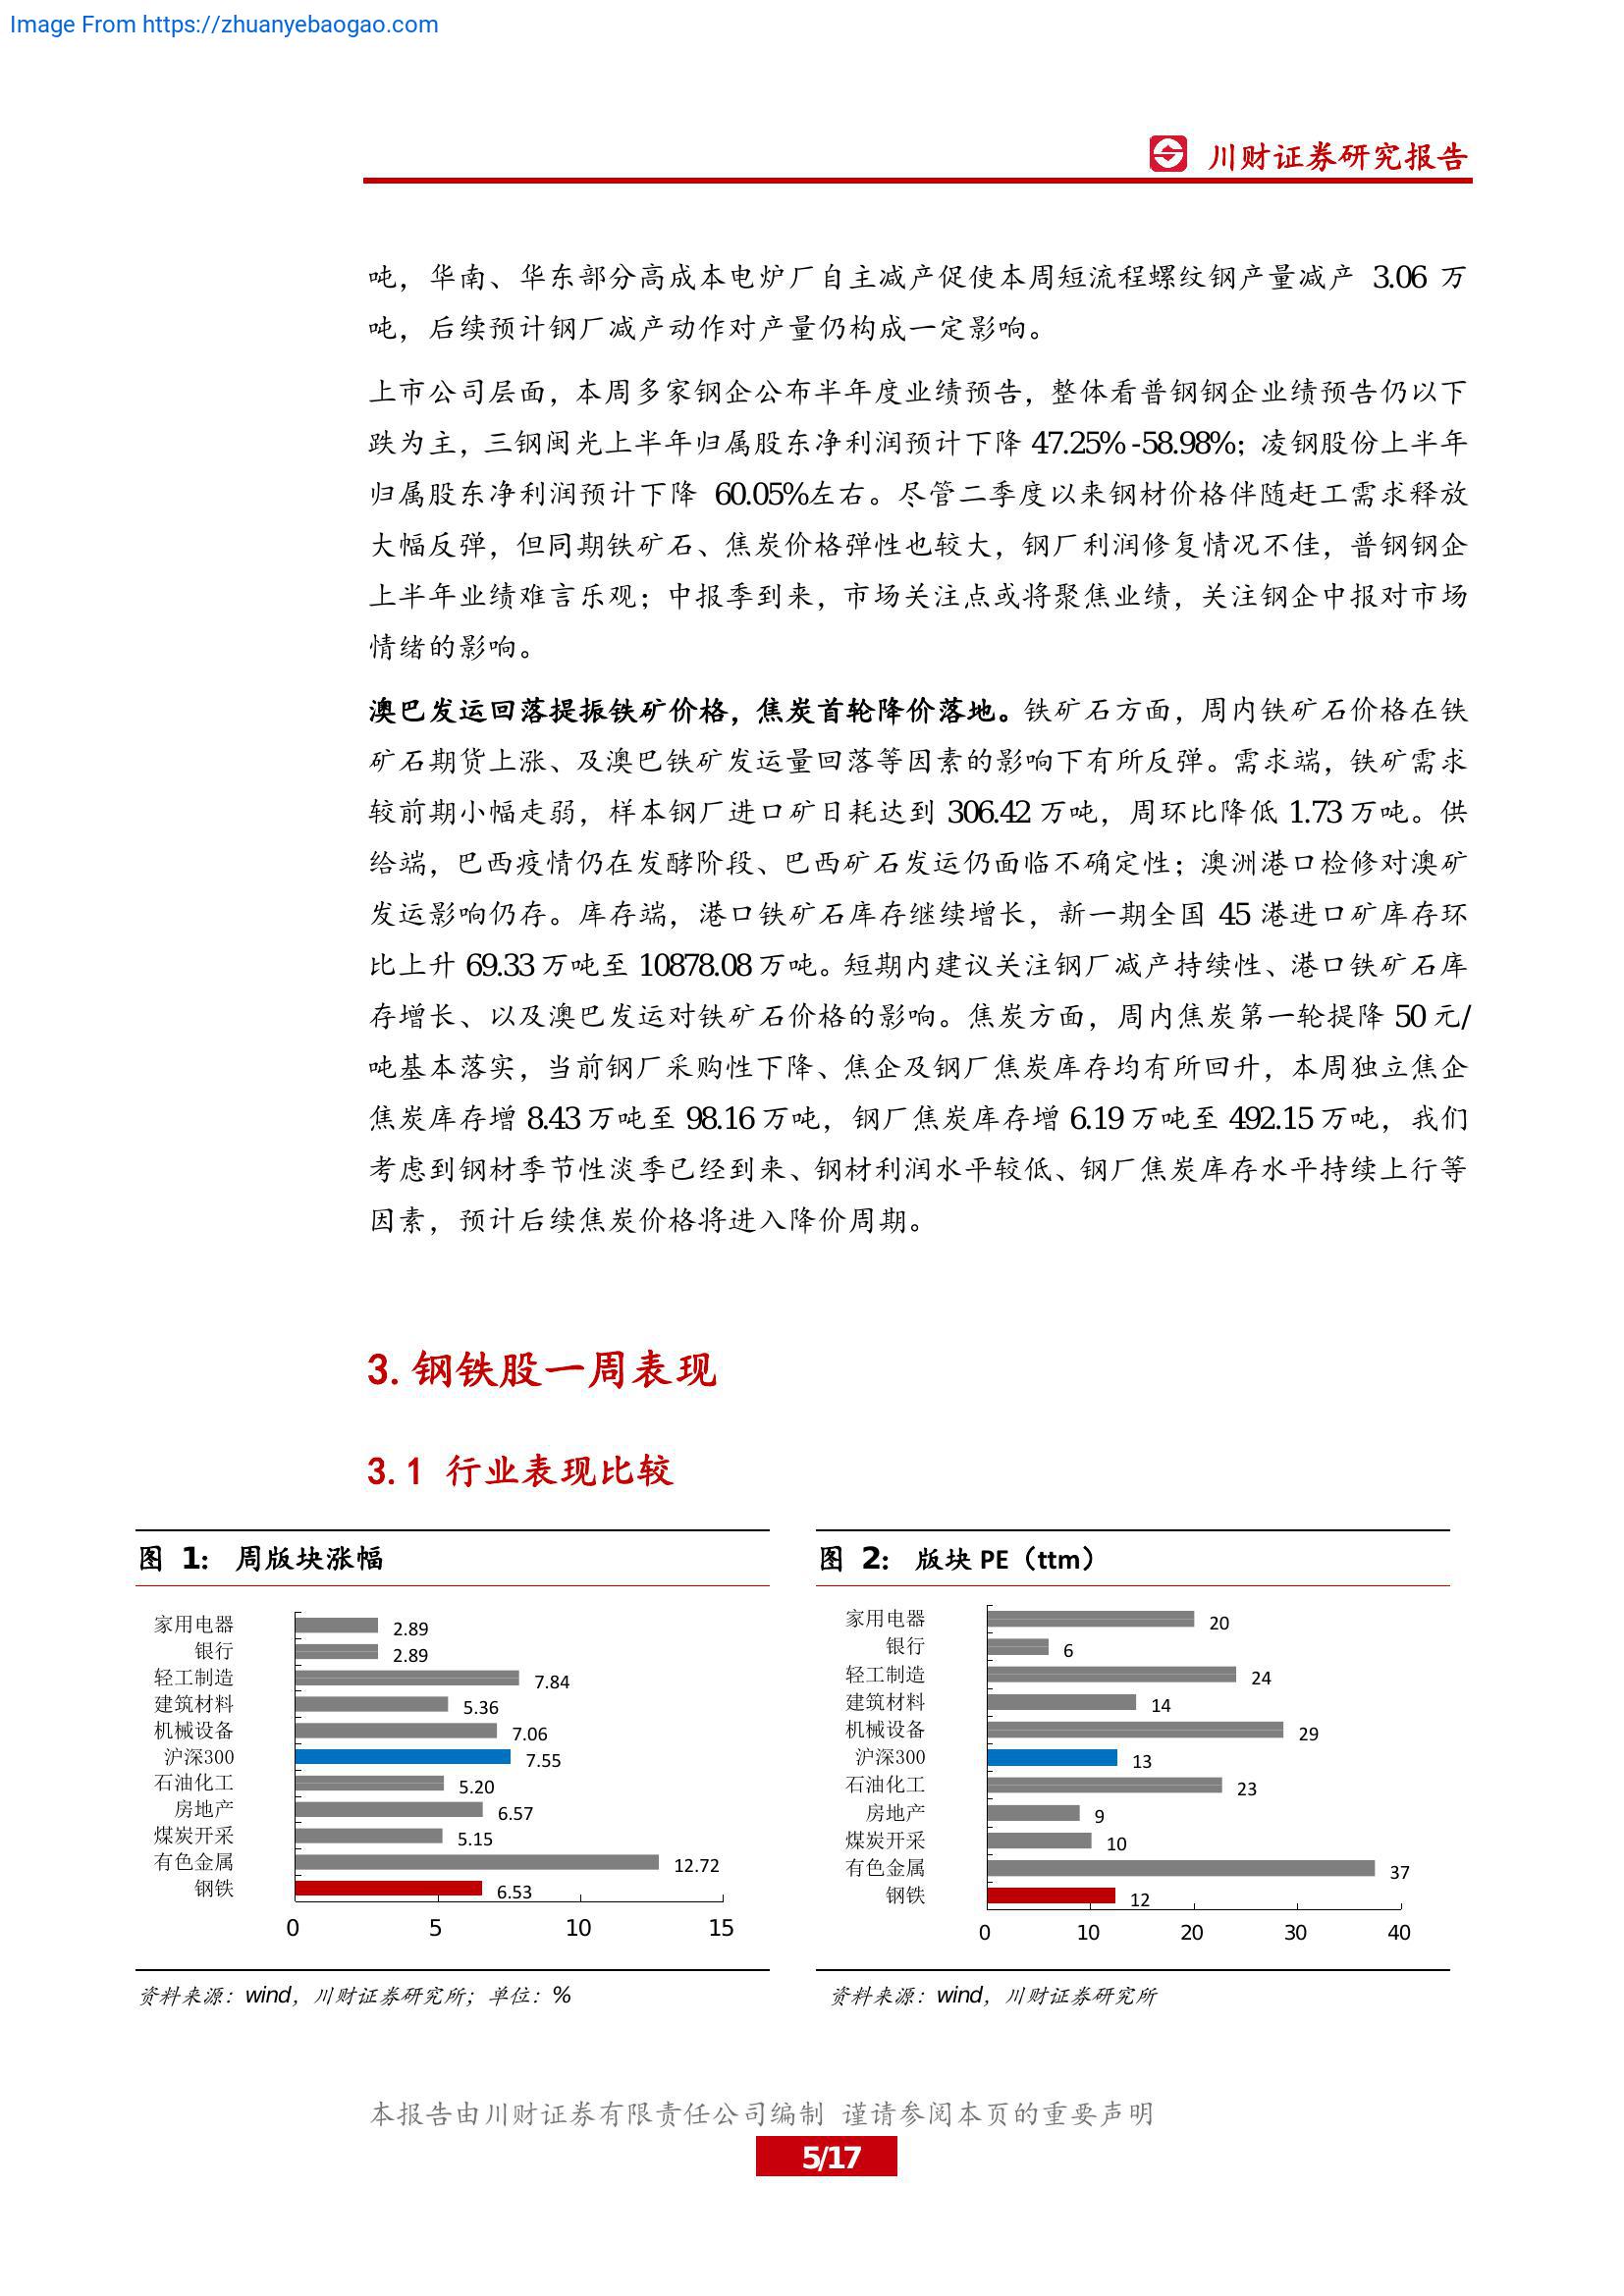 Image From https://zhuanyebaogao.com
川财证券研究报告
吨，华南、华东部分高成本电炉厂自主减产促使本周短流程螺纹钢产量减产 3.06 万
吨，后续预计钢厂减产动作对产量仍构成一定影响。
上市公司层面，本周多家钢企公布半年度业绩预告，整体看普钢钢企业绩预告仍以下
跌为主，三钢闽光上半年归属股东净利润预计下降 47.25% -58.98%；凌钢股份上半年
归属股东净利润预计下降 60.05%左右。尽管二季度以来钢材价格伴随赶工需求释放
大幅反弹，但同期铁矿石、焦炭价格弹性也较大，钢厂利润修复情况不佳，普钢钢企
上半年业绩难言乐观；中报季到来，市场关注点或将聚焦业绩，关注钢企中报对市场
情绪的影响。
澳巴发运回落提振铁矿价格，焦炭首轮降价落地。铁矿石方面，周内铁矿石价格在铁
矿石期货上涨、及澳巴铁矿发运量回落等因素的影响下有所反弹。需求端，铁矿需求
较前期小幅走弱，样本钢厂进口矿日耗达到 306.42 万吨，周环比降低 1.73 万吨。供
给端，巴西疫情仍在发酵阶段、巴西矿石发运仍面临不确定性；澳洲港口检修对澳矿
发运影响仍存。库存端，港口铁矿石库存继续增长，新一期全国 45 港进口矿库存环
比上升 69.33 万吨至 10878.08 万吨。短期内建议关注钢厂减产持续性、港口铁矿石库
存增长、以及澳巴发运对铁矿石价格的影响。焦炭方面，周内焦炭第一轮提降 50 元/
吨基本落实，当前钢厂采购性下降、焦企及钢厂焦炭库存均有所回升，本周独立焦企
焦炭库存增 8.43 万吨至 98.16 万吨，钢厂焦炭库存增 6.19 万吨至 492.15 万吨，我们
考虑到钢材季节性淡季已经到来、钢材利润水平较低、钢厂焦炭库存水平持续上行等
因素，预计后续焦炭价格将进入降价周期。
3. 钢铁股一周表现
3.1 行业表现比较
图 1： 周版块涨幅
家用电器 2.89
银行 2.89
轻工制造 7.84
建筑材料 5.36
机械设备 7.06
沪深300 7.55
石油化工 5.20
房地产 6.57
煤炭开采 5.15
有色金属 12.72
钢铁 6.53
0 5 10 15
资料来源：wind，川财证券研究所；单位：%
图 2： 版块 PE（ttm）
家用电器 20
银行 6
轻工制造 24
建筑材料 14
机械设备 29
沪深300 13
石油化工 23
房地产 9
煤炭开采 10
有色金属 37
钢铁 12
0 10 20 30 40
资料来源：wind，川财证券研究所
本报告由川财证券有限责任公司编制 谨请参阅本页的重要声明
5/17